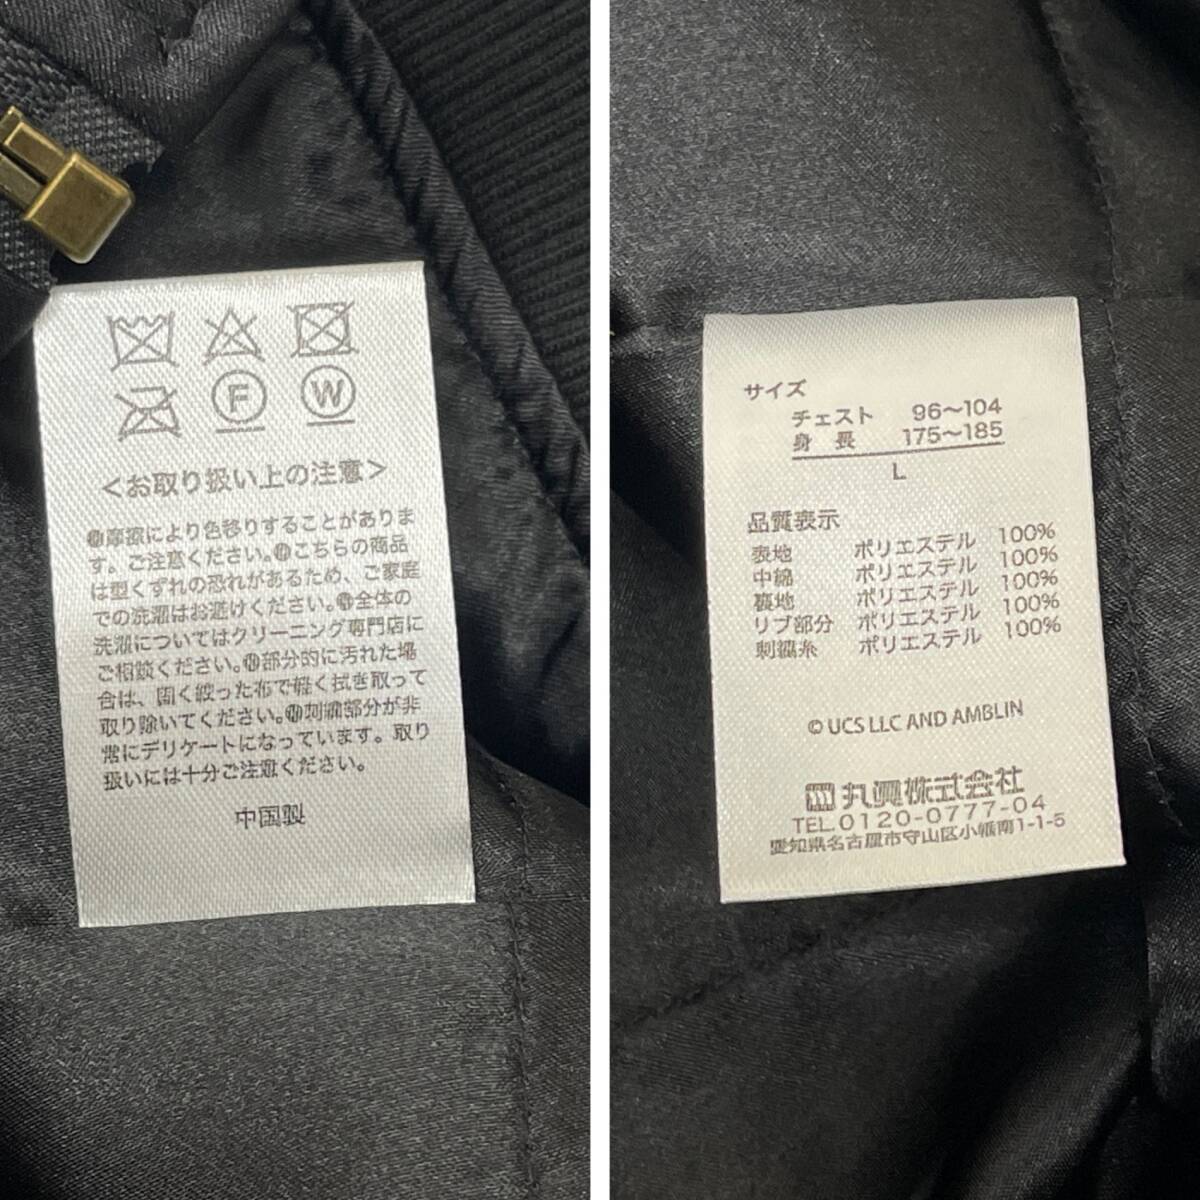 F
W
<お取り扱い上の注意>
摩擦により色移りすることがありま
す。ご注意ください。こちらの商品
は型くずれの恐れがあるため、ご家庭
での洗濯はお避けください。全体の
洗濯についてはクリーニング専門店に
ご相談ください。部分的に汚れた場
合は、固く絞った布で軽く拭き取って
取り除いてください。刺繍部分が非
常にデリケートになっています。取り
扱いには十分ご注意ください。
中国製
サイズ
チェスト 96～104
身長 175～185
L
品質表示
表地 ポリエステル 100%
中綿 ポリエステル 100%
裏地 ポリエステル 100%
リブ部分 ポリエステル 100%
刺繍糸 ポリエステル 100%
© UCS LLC AND AMBLIN
丸眞株式会社
TEL.0120-0777-04
愛知県名古屋市守山区小幡南1-1-5